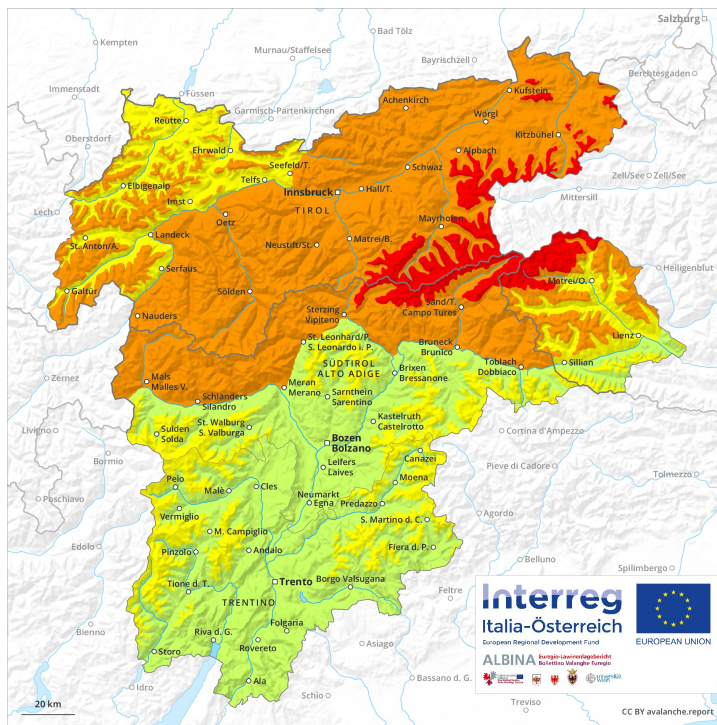 Salzburg
Kempten
Bad Tölz
Murnau/Staffelsee
Bayrischzell
Berchtesgaden
Immenstadt
Füssen
Garmisch-Partenkirchen
Achenkirch
Kufstein
Reutte
Wörgl
Oberstdorf
Ehrwald
Kitzbühel
Alpbach
Seefeld/T.
Schwaz
Telfs
Zell/See
Zell/See
Elbigenalp
Innsbruck
Hall/T.
Mittersill
Imst
TIROL
Lech
Oetz
Mayrhofen
St. Anton/A.
Landeck
Neustift/St.
Matrei/B.
Serfaus
Heiligenblut
Matrei/O.
Galtür
Sölden
Sand/T.
Campo Tures
Nauders
Sterzing
Vipiteno
St. Leonhard/P.
S. Leonardo i. P.
Bruneck
Brunico
Lienz
SÜDTIROL
ALTO ADIGE
Brixen
Bressanone
Toblach
Dobbiaco
Sillian
Zernez
Mals
Malles V.
Meran
Merano
Schlanders
Silandro
Sarnthein
Sarentino
St. Walburg
S. Valburga
Kastelruth
Castelrotto
Livigno
Sulden
Solda
Bozen
Bolzano
Cortina d'Ampezzo
Bormio
Canazei
Leifers
Laives
Pieve di Cadore
Tolmezzo
Peio
Moena
Poschiavo
Malè
Cles
Neumarkt
Egna
Predazzo
Vermiglio
S. Martino d. C.
Agordo
M. Campiglio
Edolo
Pinzolo
Andalo
Fiera d. P.
Belluno
Spilimbergo
Trento
Borgo Valsugana
Tione d. T.
Feltre
TRENTINO
Folgaria
Bienno
Riva d. G.
Rovereto
Asiago
Storo
Bassano d. G.
Ala
Idro
Schio
Treviso
Interreg
Italia-Österreich
European Regional Development Fund
EUROPEAN UNION
ALBINA
Euregio-Lawinenlagebericht
Bollettino Valanghe Euregio
universität
wien
20 km
CC BY avalanche.report